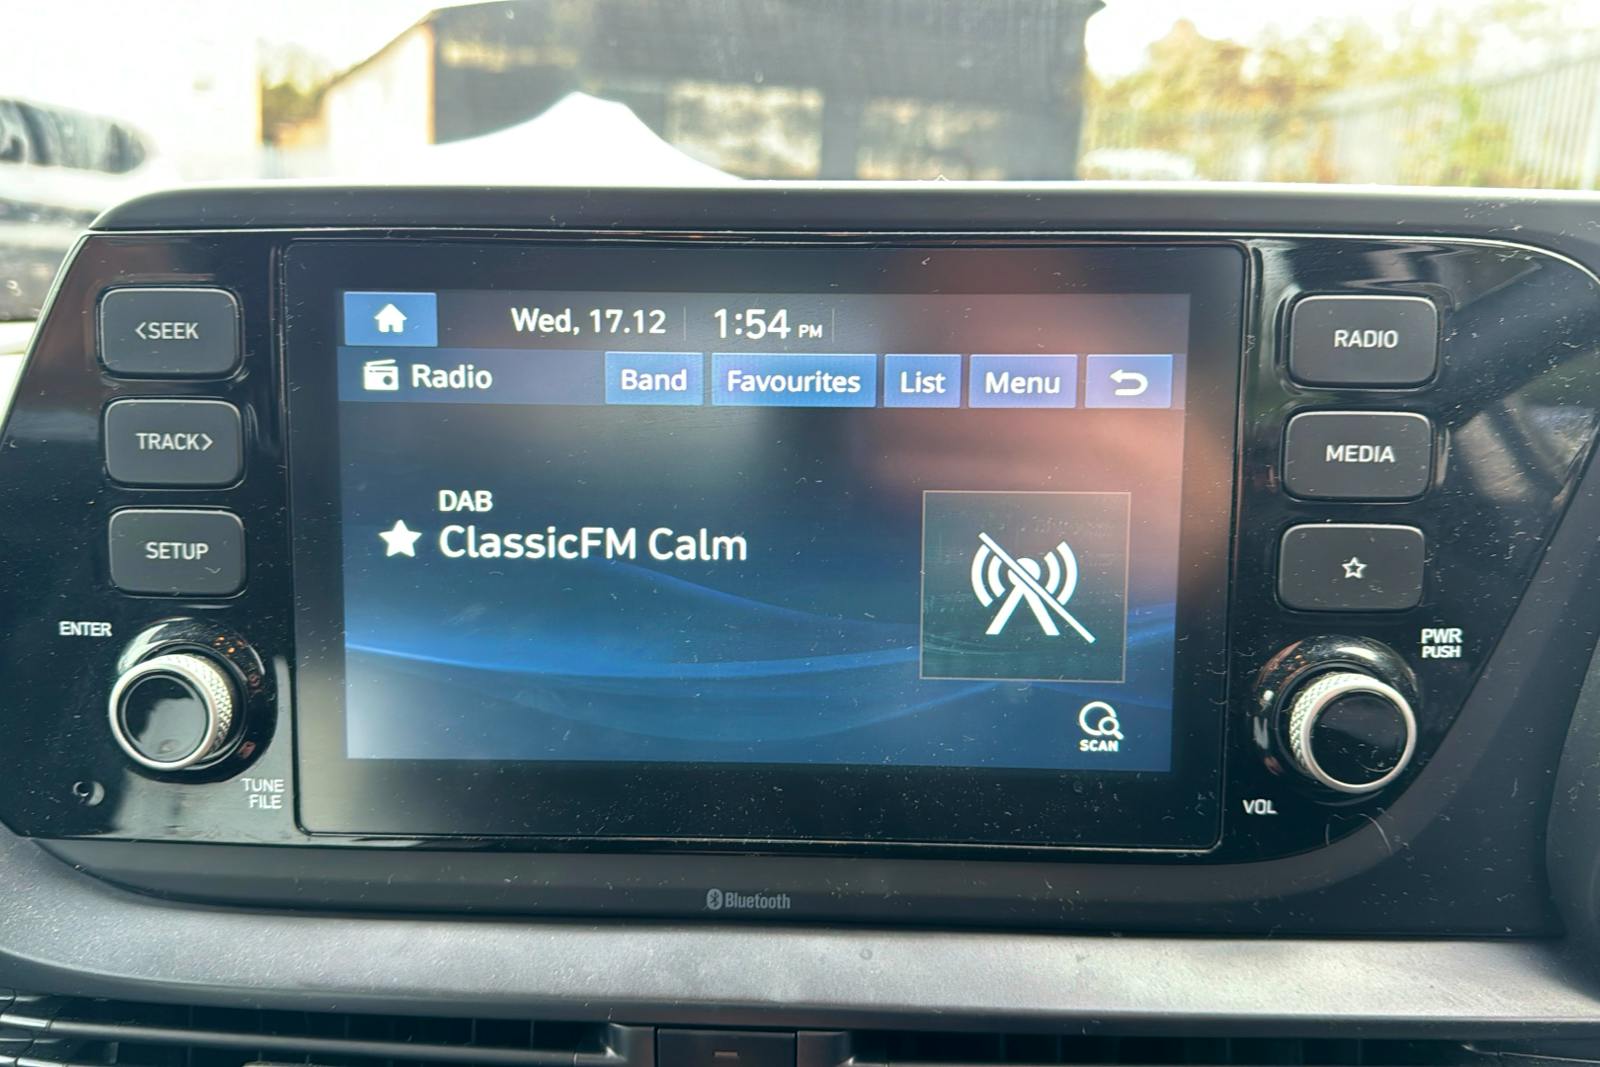 Wed, 17.12 1:54 PM
Radio Band Favourites List Menu
DAB
ClassicFM Calm
SCAN
<SEEK
TRACK>
SETUP
ENTER
TUNE
FILE
RADIO
MEDIA
PWR
PUSH
VOL
Bluetooth